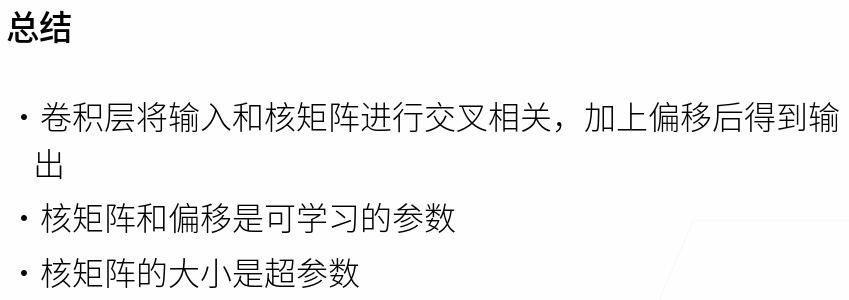 总结
• 卷积层将输入和核矩阵进行交叉相关，加上偏移后得到输
出
• 核矩阵和偏移是可学习的参数
• 核矩阵的大小是超参数